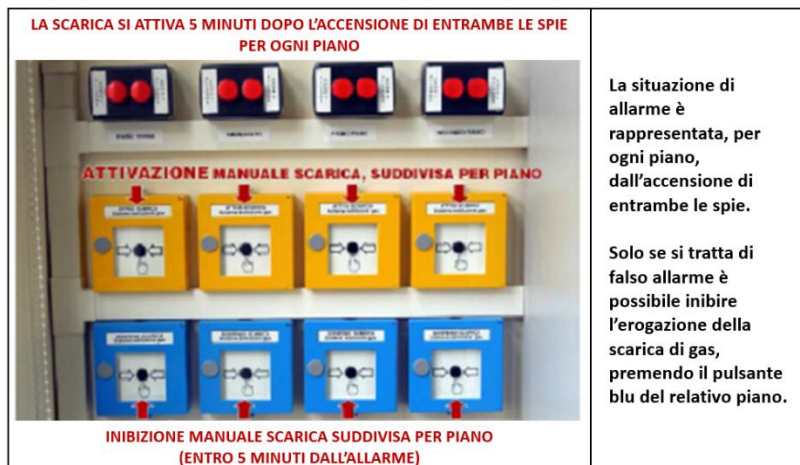 LA SCARICA SI ATTIVA 5 MINUTI DOPO L'ACCENSIONE DI ENTRAMBE LE SPIE
PER OGNI PIANO
ATTIVAZIONE MANUALE SCARICA, SUDDIVISA PER PIANO
INIBIZIONE MANUALE SCARICA SUDDIVISA PER PIANO
(ENTRO 5 MINUTI DALL'ALLARME)
La situazione di
allarme è
rappresentata, per
ogni piano,
dall'accensione di
entrambe le spie.
Solo se si tratta di
falso allarme è
possibile inibire
l'erogazione della
scarica di gas,
premendo il pulsante
blu del relativo piano.